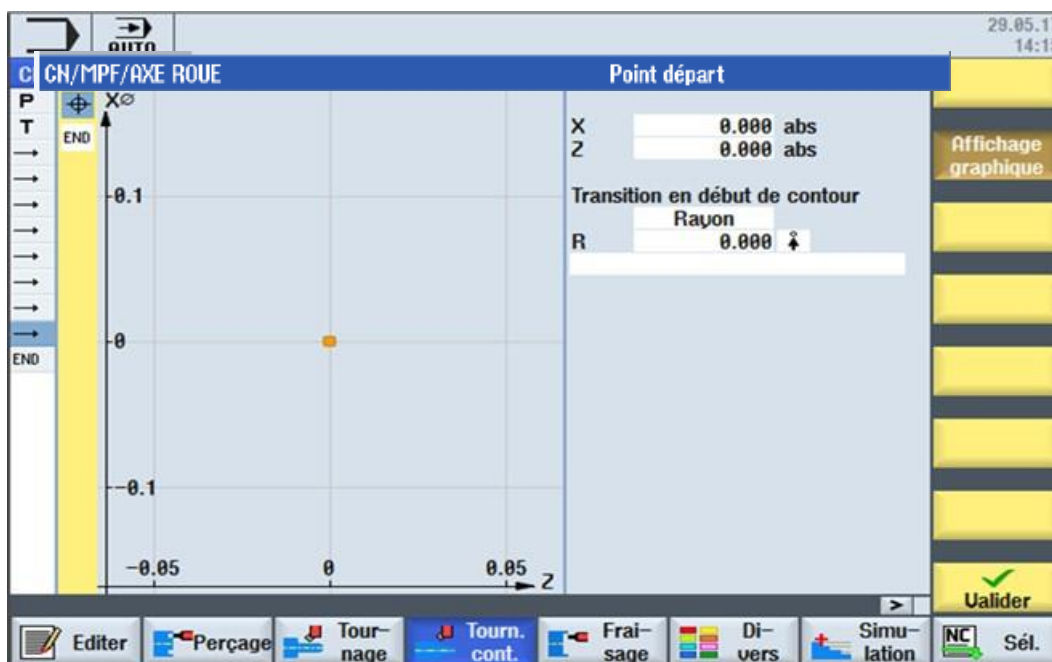 29.05.1
14:1
AUTO
C
CN/MPF/AXE ROUE Point départ
P
T
END
END
X∅
0.1
0
-0.1
-0.05 0 0.05 Z
X 0.000 abs
Z 0.000 abs
Transition en début de contour
Rayon
R 0.000
Affichage
graphique
>
Valider
Editer
Perçage
Tour-
nage
Tourn.
cont.
Frai-
sage
Di-
vers
Simu-
lation
NC
Sél.